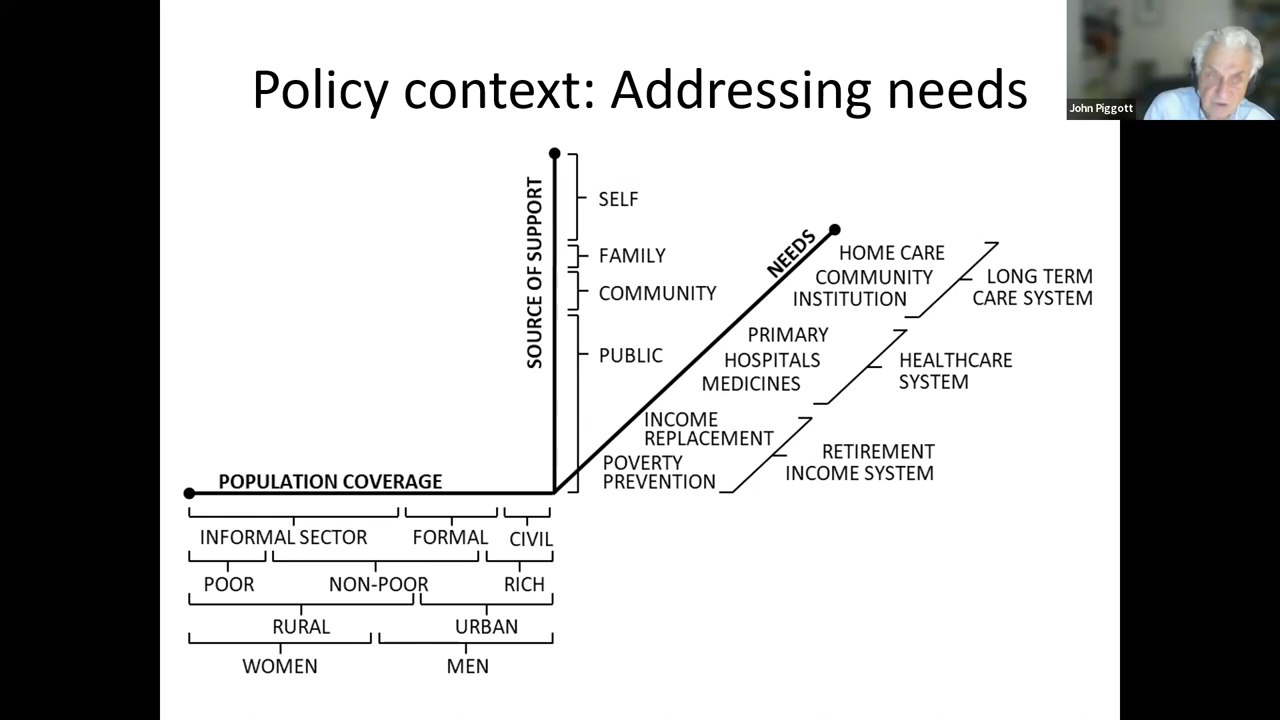 Policy context: Addressing needs
John Piggott
SOURCE OF SUPPORT
SELF
FAMILY
COMMUNITY
PUBLIC
NEEDS
HOME CARE
COMMUNITY
INSTITUTION
LONG TERM
CARE SYSTEM
PRIMARY
HOSPITALS
MEDICINES
HEALTHCARE
SYSTEM
INCOME
REPLACEMENT
POVERTY
PREVENTION
RETIREMENT
INCOME SYSTEM
POPULATION COVERAGE
INFORMAL SECTOR FORMAL CIVIL
POOR NON-POOR RICH
RURAL URBAN
WOMEN MEN